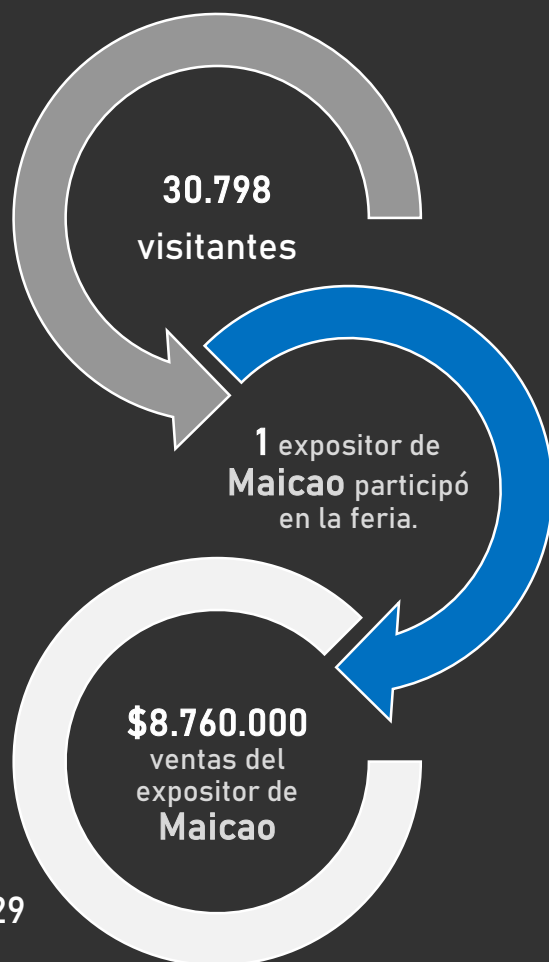 30.798
visitantes
1 expositor de
Maicao participó
en la feria.
$8.760.000
ventas del
expositor de
Maicao
29